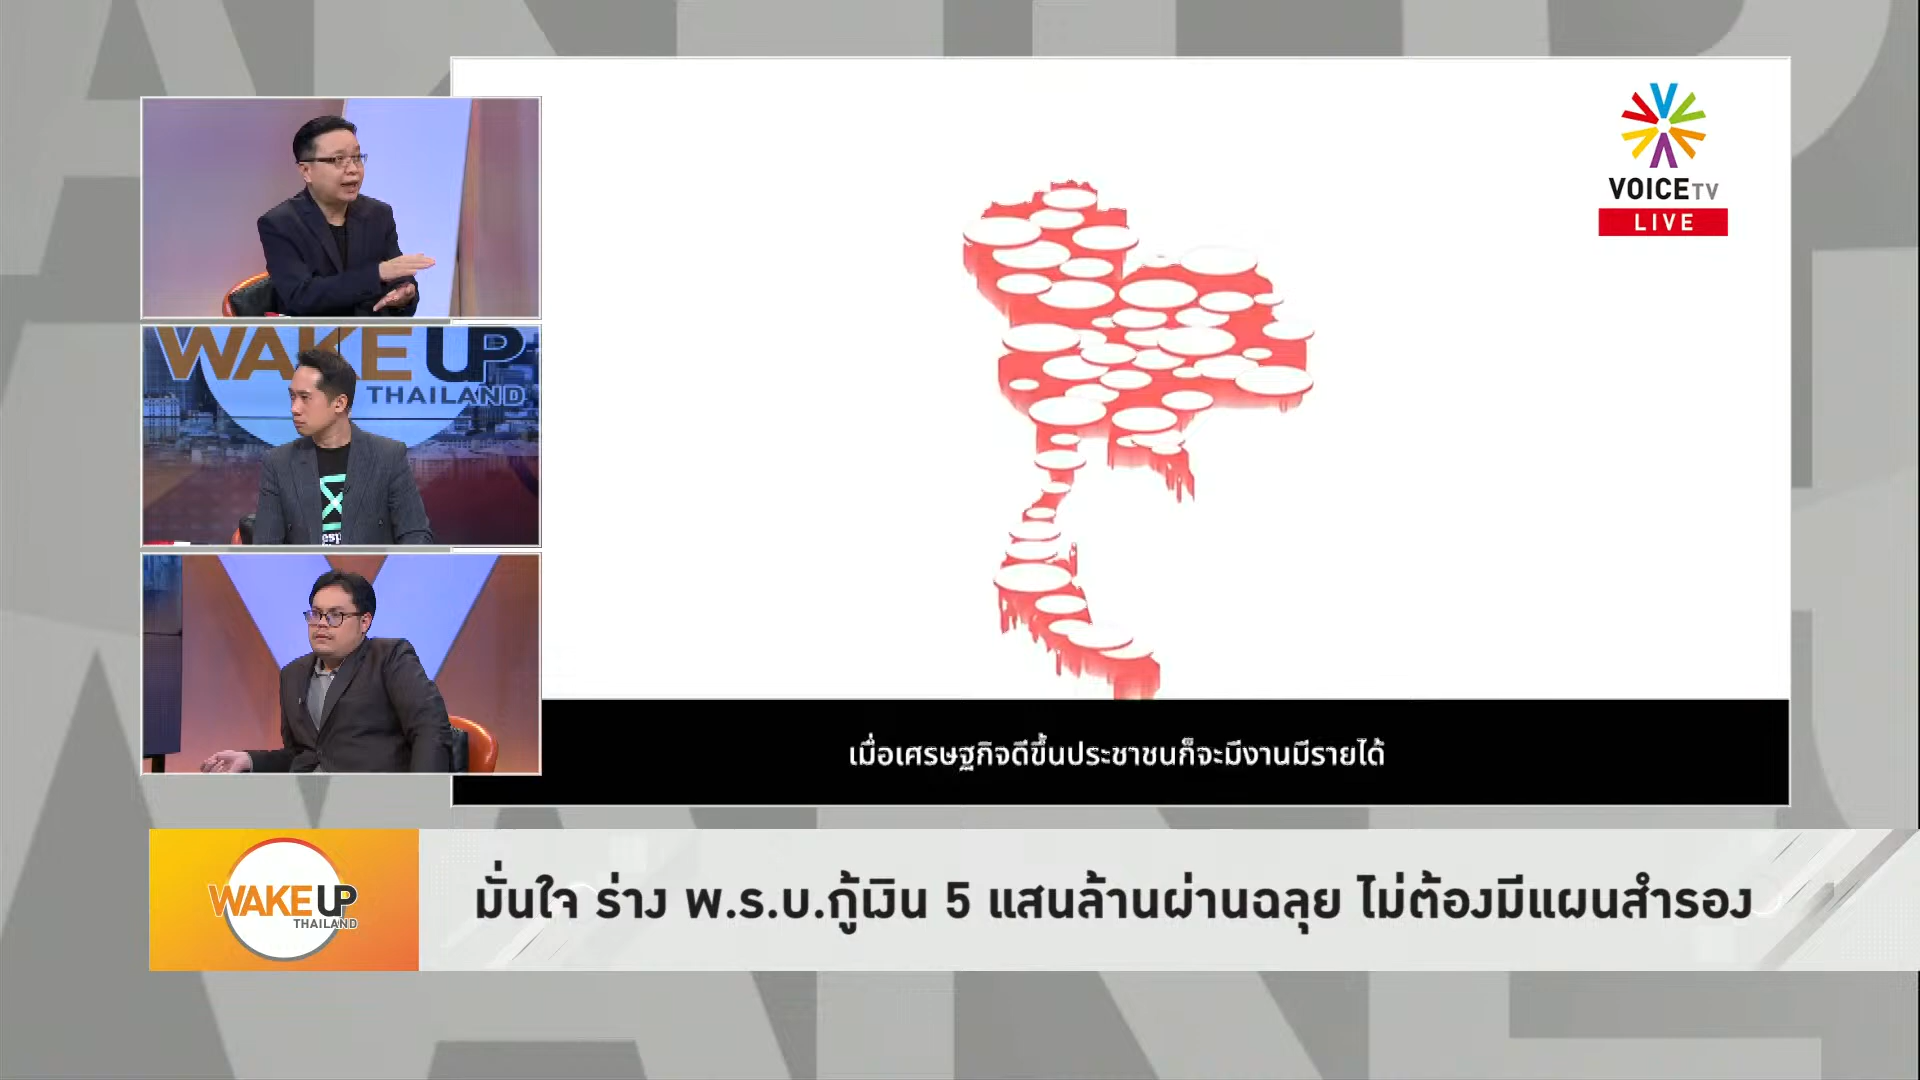 VOICE TV
LIVE
WAKE UP
THAILAND
esp
เมื่อเศรษฐกิจดีขึ้นประชาชนก็จะมีงานมีรายได้
WAKE UP
THAILAND
มั่นใจ ร่าง พ.ร.บ.กู้เงิน 5 แสนล้านผ่านฉลุย ไม่ต้องมีแผนสำรอง